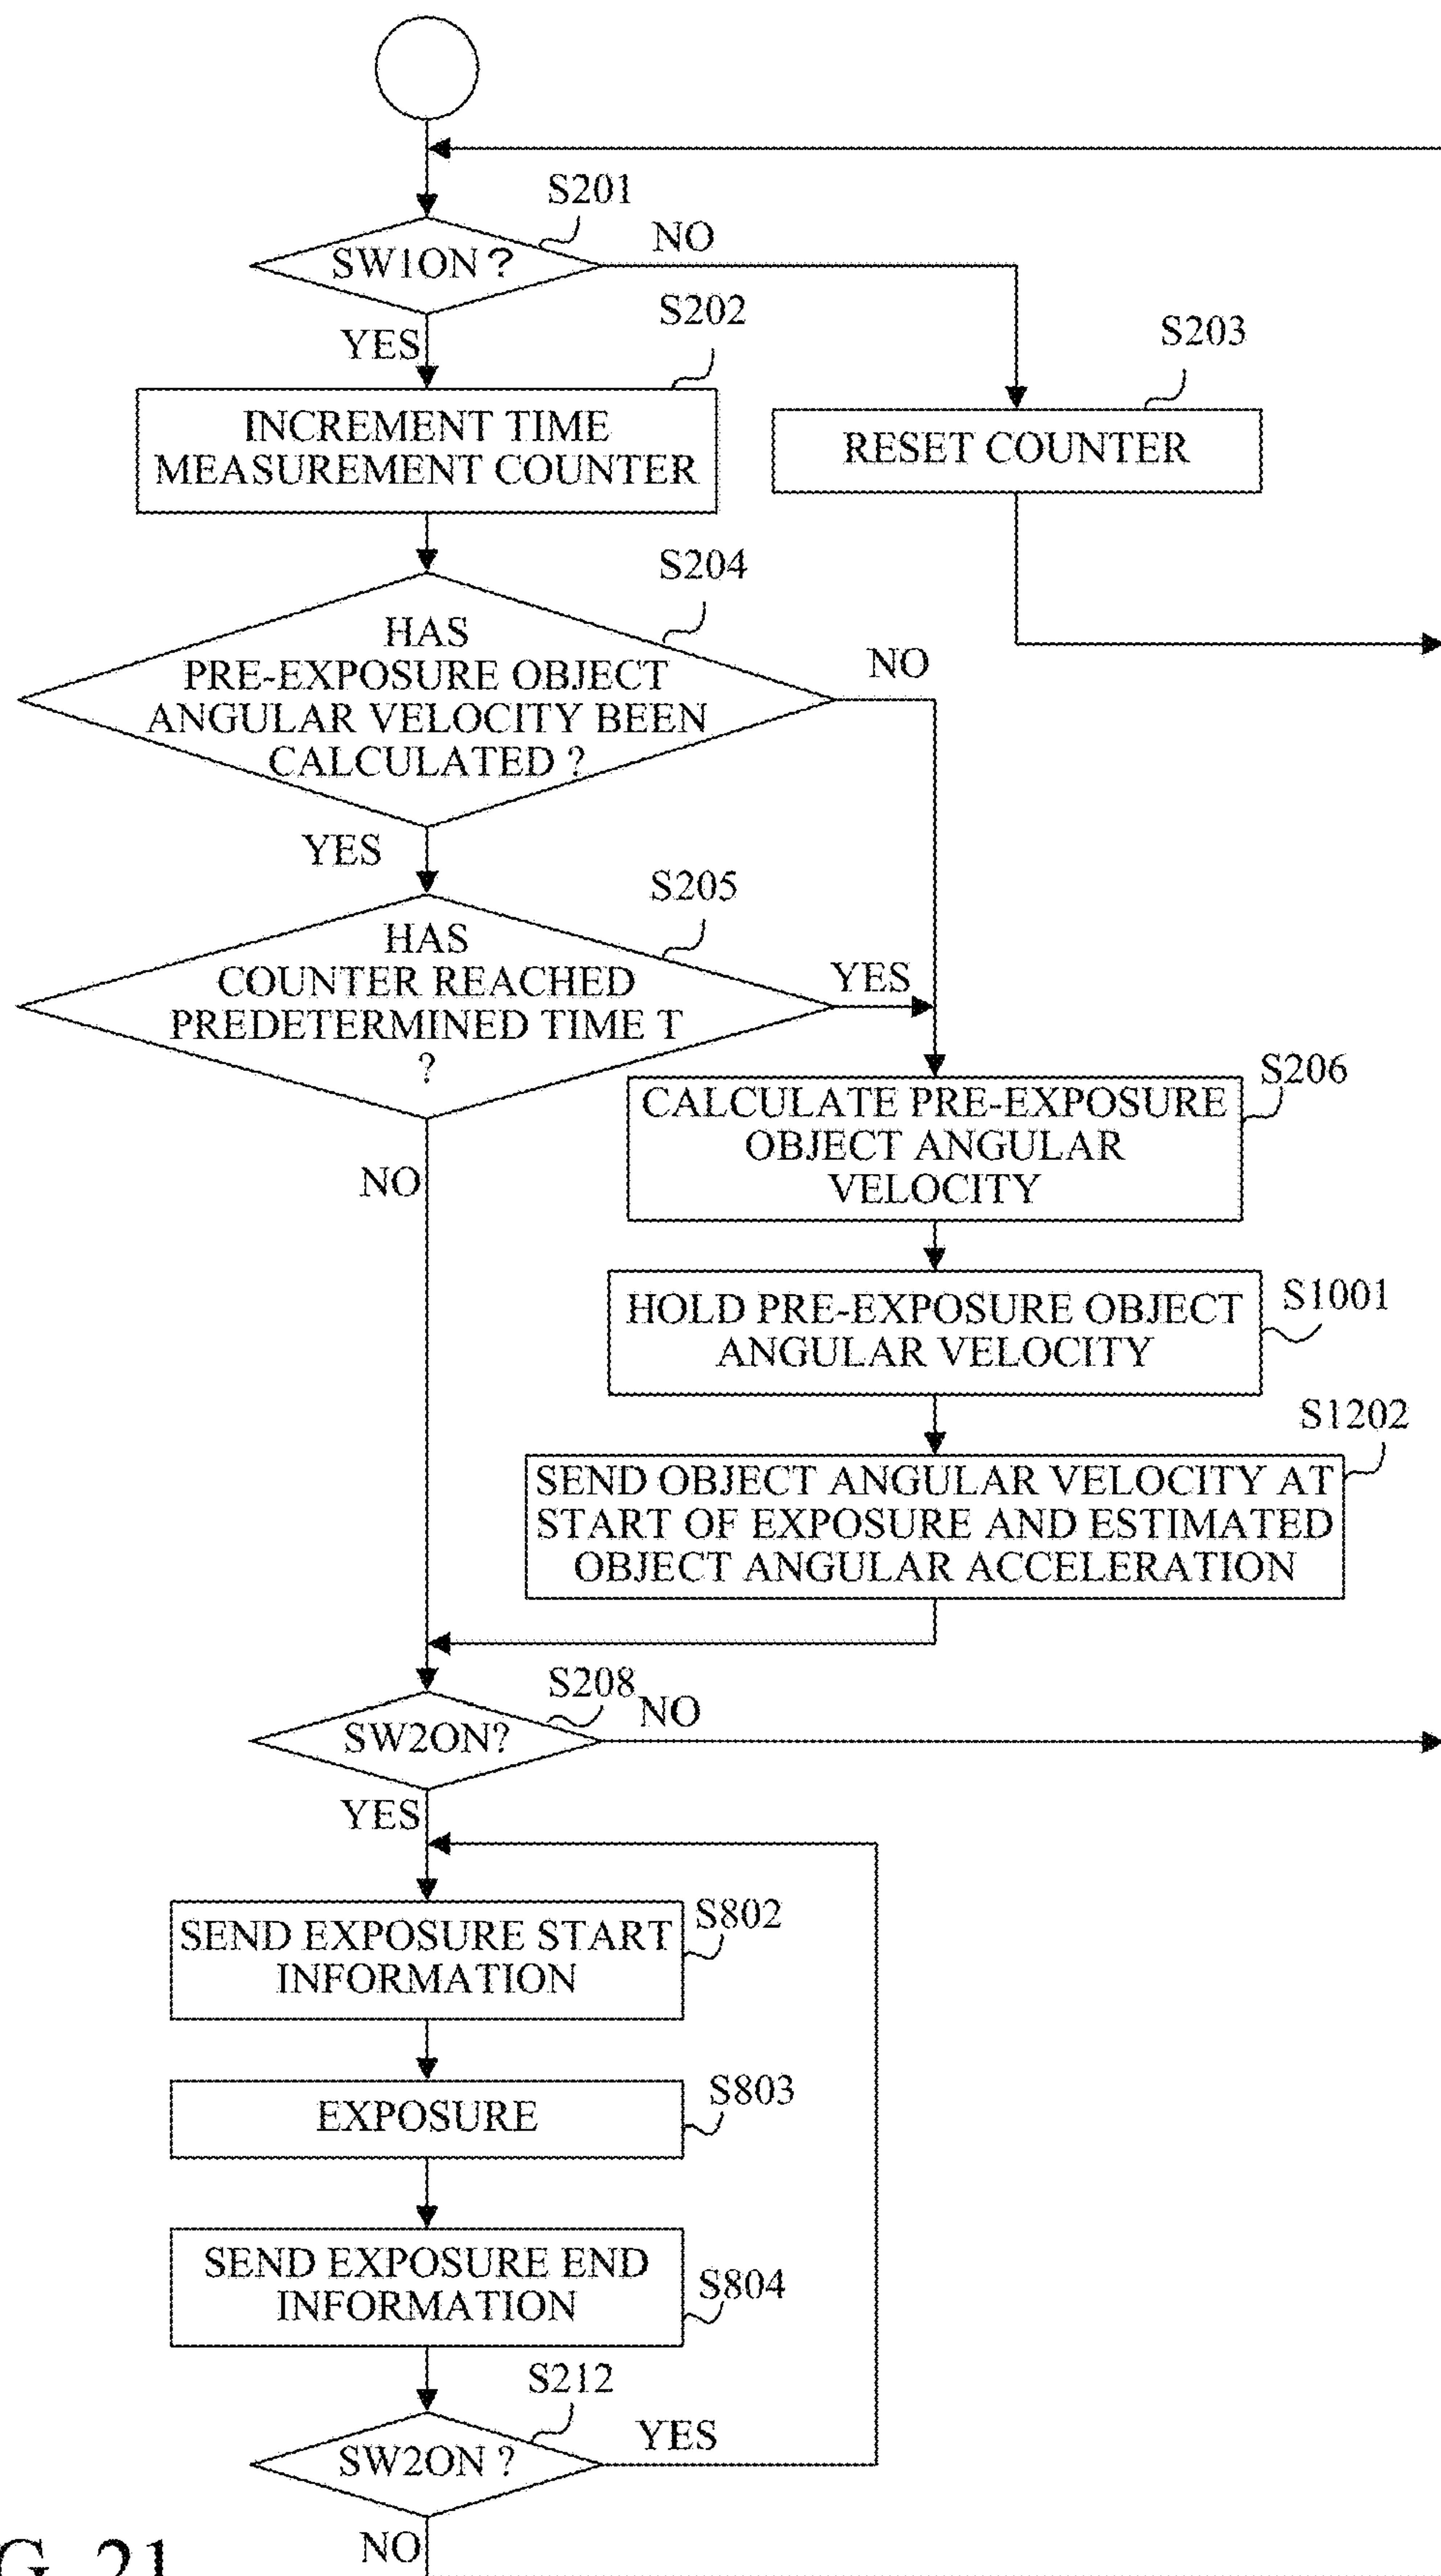 S201
SW1ON ?
NO
YES
S202
INCREMENT TIME
MEASUREMENT COUNTER
S203
RESET COUNTER
S204
HAS
PRE-EXPOSURE OBJECT
ANGULAR VELOCITY BEEN
CALCULATED ?
NO
YES
S205
HAS
COUNTER REACHED
PREDETERMINED TIME T
?
YES
NO
S206
CALCULATE PRE-EXPOSURE
OBJECT ANGULAR
VELOCITY
S1001
HOLD PRE-EXPOSURE OBJECT
ANGULAR VELOCITY
S1202
SEND OBJECT ANGULAR VELOCITY AT
START OF EXPOSURE AND ESTIMATED
OBJECT ANGULAR ACCELERATION
S208
SW2ON?
NO
YES
S802
SEND EXPOSURE START
INFORMATION
S803
EXPOSURE
S804
SEND EXPOSURE END
INFORMATION
S212
SW2ON ?
YES
NO
G. 21